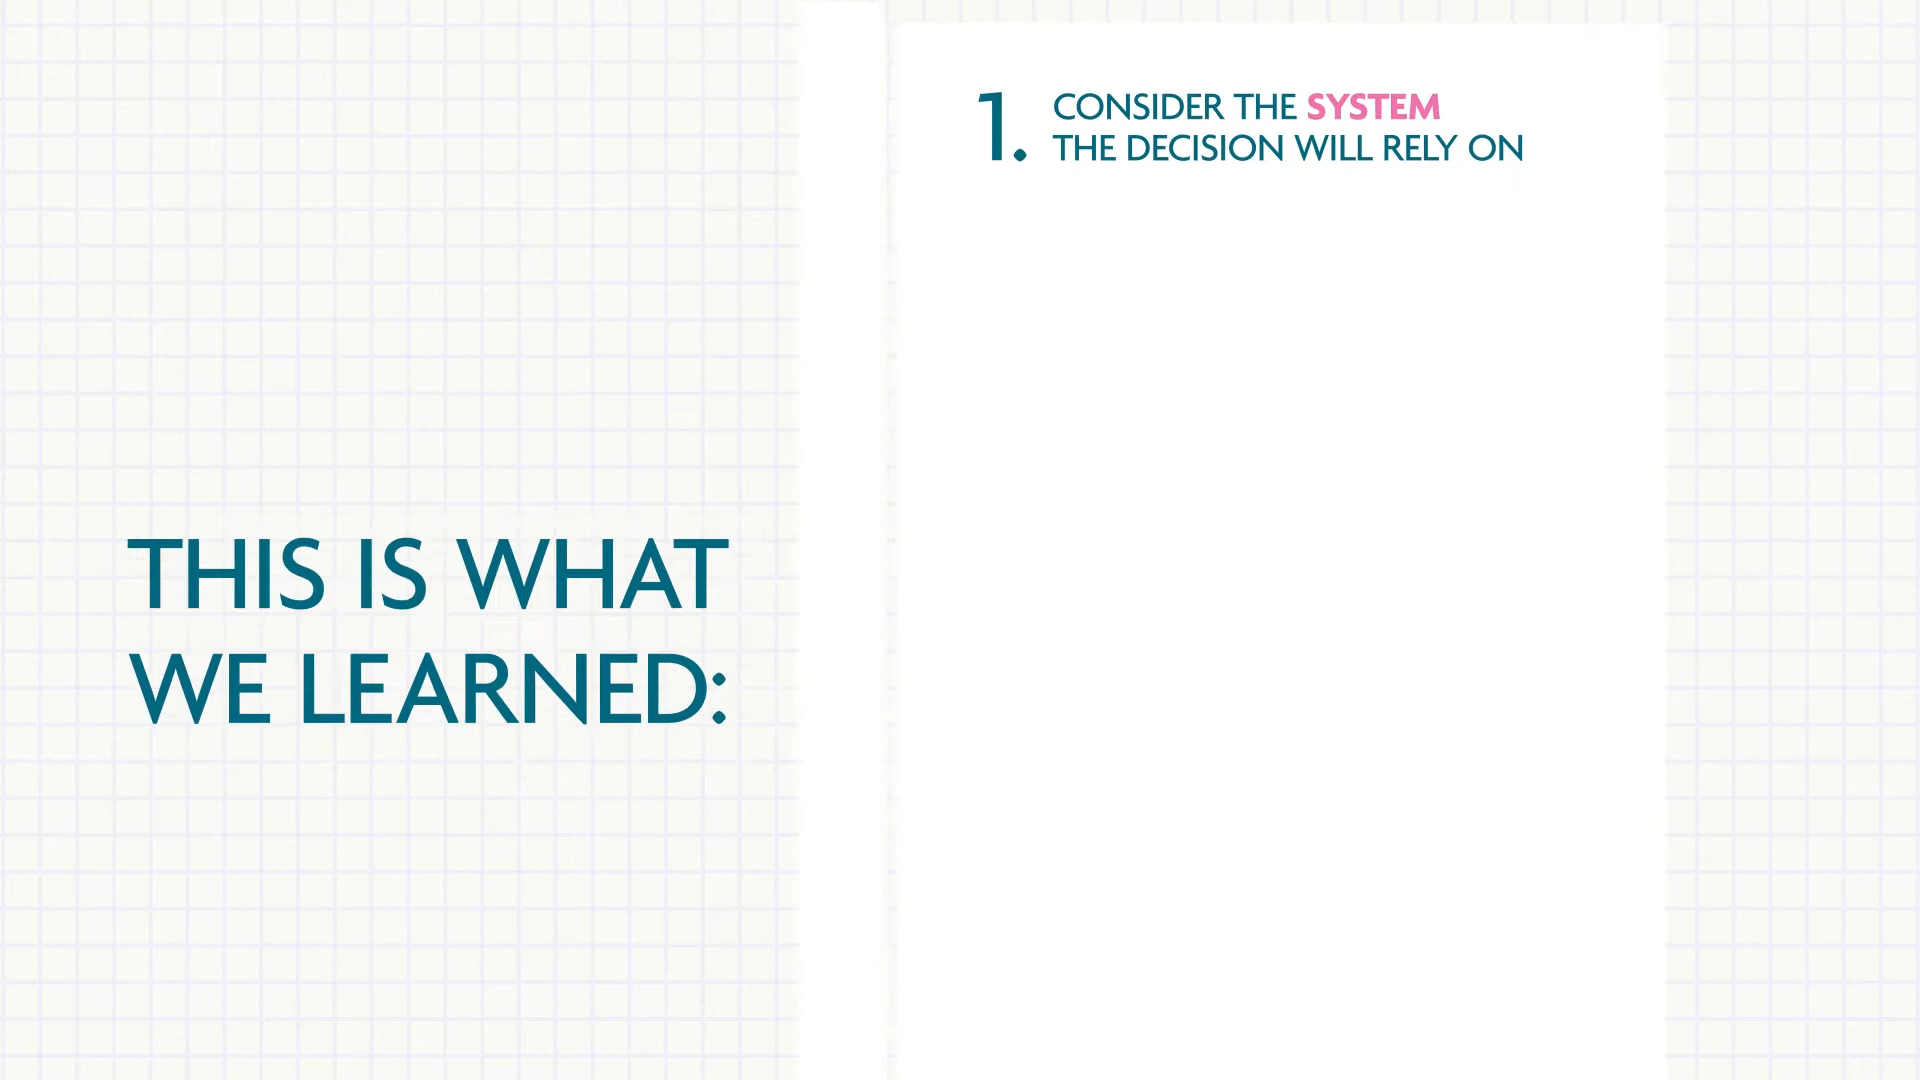 THIS IS WHAT
WE LEARNED:
1. CONSIDER THE SYSTEM
THE DECISION WILL RELY ON